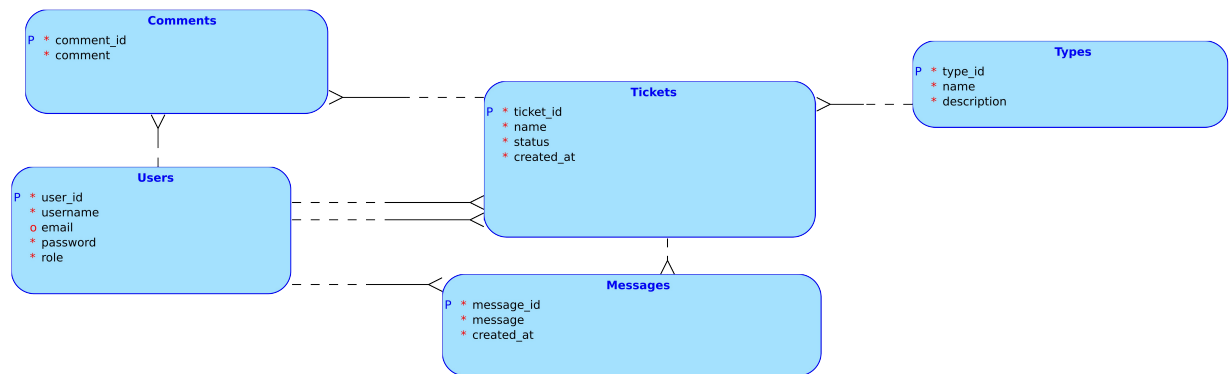 Comments
P * comment_id
* comment
Types
P * type_id
* name
* description
Tickets
P * ticket_id
* name
* status
* created_at
Users
P * user_id
* username
o email
* password
* role
Messages
P * message_id
* message
* created_at